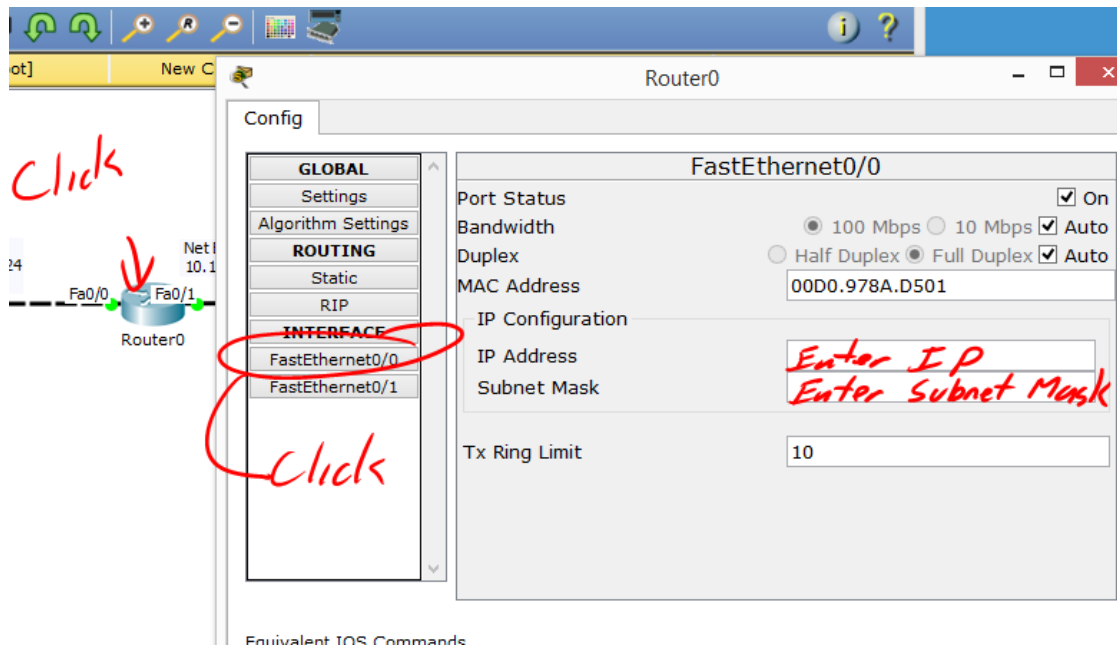 i ?
R
ot]
New C
Router0
Config
Click
GLOBAL
Settings
Algorithm Settings
ROUTING
Static
RIP
INTERFACE
FastEthernet0/0
FastEthernet0/1
Click
FastEthernet0/0
Port Status On
Bandwidth 100 Mbps 10 Mbps Auto
Duplex Half Duplex Full Duplex Auto
MAC Address 00D0.978A.D501
IP Configuration
IP Address Enter IP
Subnet Mask Enter Subnet Mask
Tx Ring Limit 10
24
Net
10.1
Fa0/0 Fa0/1
Router0
Equivalent IOS Commands